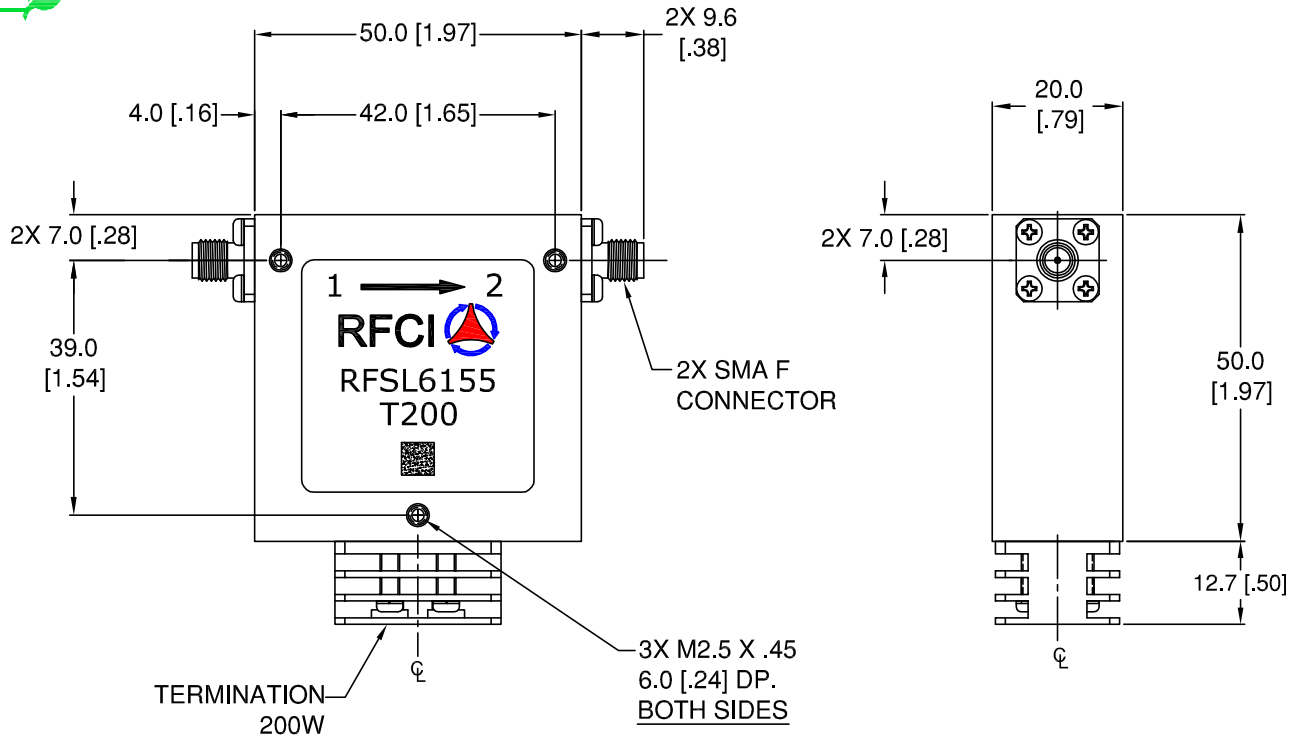 50.0 [1.97]
2X 9.6
[.38]
4.0 [.16]
42.0 [1.65]
20.0
[.79]
2X 7.0 [.28]
2X 7.0 [.28]
1 2
RFCI
RFSL6155
T200
39.0
[1.54]
2X SMA F
CONNECTOR
50.0
[1.97]
12.7 [.50]
3X M2.5 X .45
6.0 [.24] DP.
BOTH SIDES
TERMINATION
200W
℄
℄